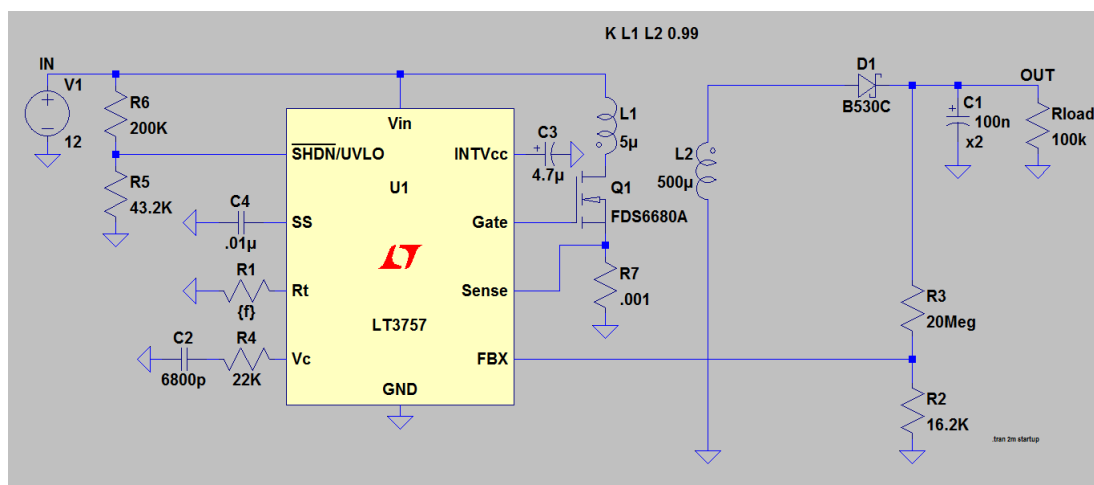 K L1 L2 0.99
IN
V1
12
R6
200K
R5
43.2K
C4
.01µ
R1
{f}
C2
6800p
R4
22K
Vin
SHDN/UVLO
INTVcc
U1
SS
Gate
Rt
Sense
LT3757
Vc
FBX
GND
C3
4.7µ
L1
5µ
Q1
FDS6680A
R7
.001
L2
500µ
D1
B530C
OUT
C1
100n
x2
Rload
100k
R3
20Meg
R2
16.2K
.tran 2m startup